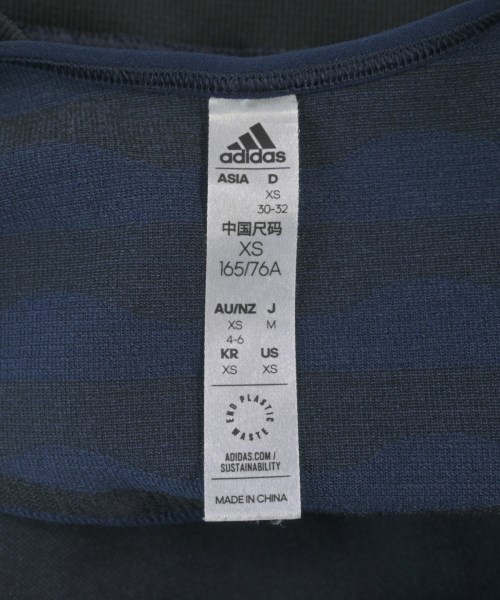 adidas
ASIA D
XS
30-32
中国尺码
XS
165/76A
AU/NZ J
XS M
4-6
KR US
XS XS
END PLASTIC WASTE
ADIDAS.COM/
SUSTAINABILITY
MADE IN CHINA